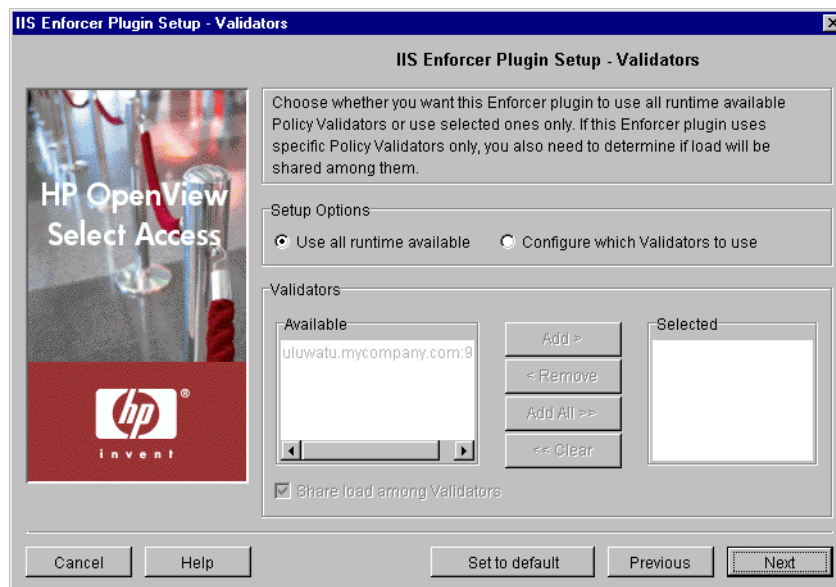 IIS Enforcer Plugin Setup - Validators
IIS Enforcer Plugin Setup - Validators
Choose whether you want this Enforcer plugin to use all runtime available
Policy Validators or use selected ones only. If this Enforcer plugin uses
specific Policy Validators only, you also need to determine if load will be
shared among them.
HP OpenView
Select Access
hp
®
invent
Setup Options
Use all runtime available
Configure which Validators to use
Validators
Available
uluwatu.mycompany.com:9
Add >
< Remove
Add All >>
<< Clear
Selected
Share load among Validators
Cancel
Help
Set to default
Previous
Next